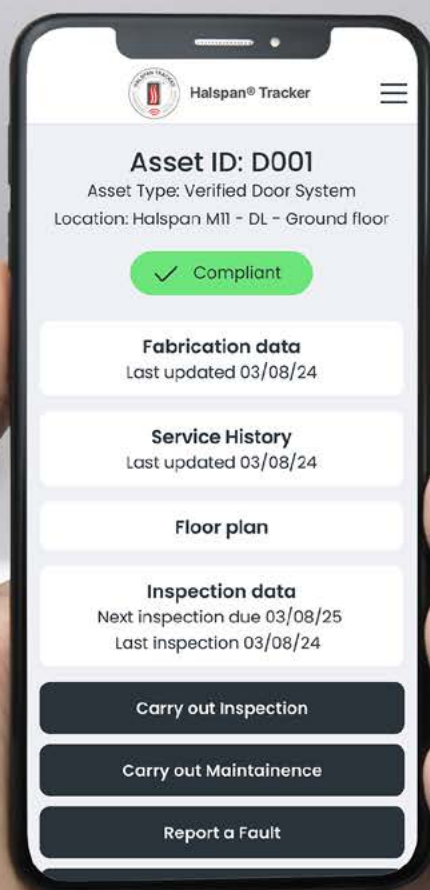 HALSPAN TRACKER
Halspan® Tracker
Asset ID: D001
Asset Type: Verified Door System
Location: Halspan M11 - DL - Ground floor
Compliant
Fabrication data
Last updated 03/08/24
Service History
Last updated 03/08/24
Floor plan
Inspection data
Next inspection due 03/08/25
Last inspection 03/08/24
Carry out Inspection
Carry out Maintainence
Report a Fault